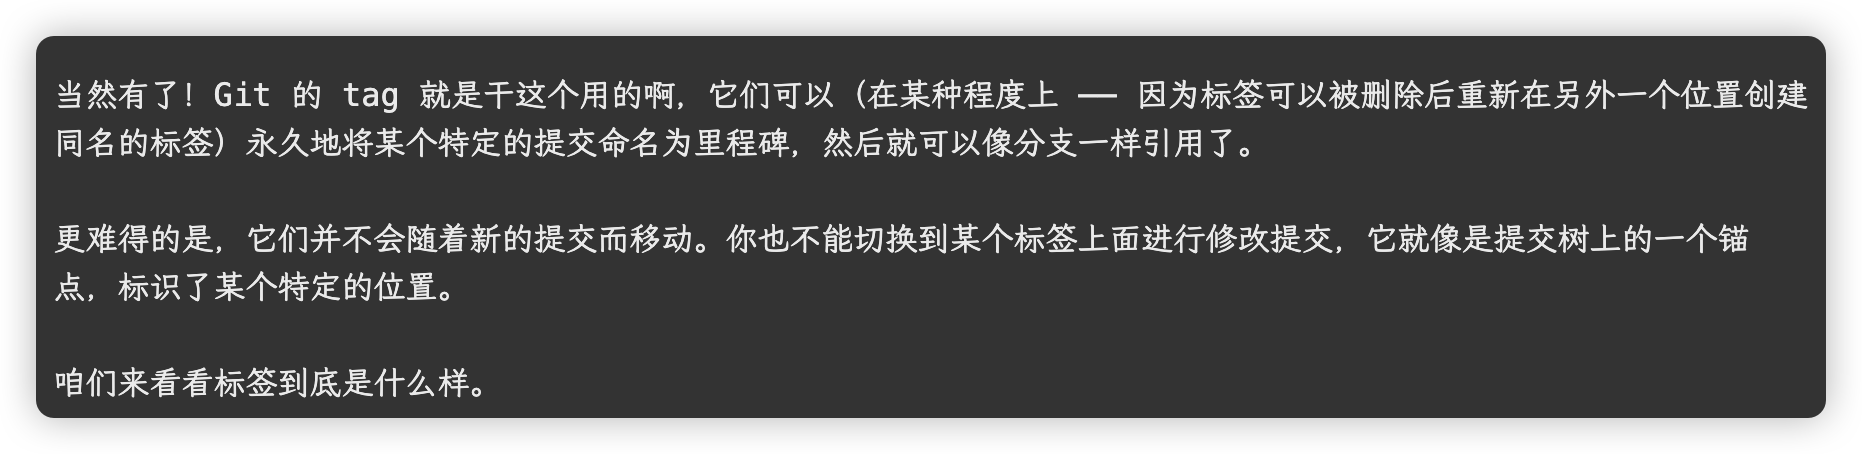 当然有了！Git 的 tag 就是干这个用的啊，它们可以（在某种程度上 —— 因为标签可以被删除后重新在另外一个位置创建
同名的标签）永久地将某个特定的提交命名为里程碑，然后就可以像分支一样引用了。
更难得的是，它们并不会随着新的提交而移动。你也不能切换到某个标签上面进行修改提交，它就像是提交树上的一个锚
点，标识了某个特定的位置。
咱们来看看标签到底是什么样。